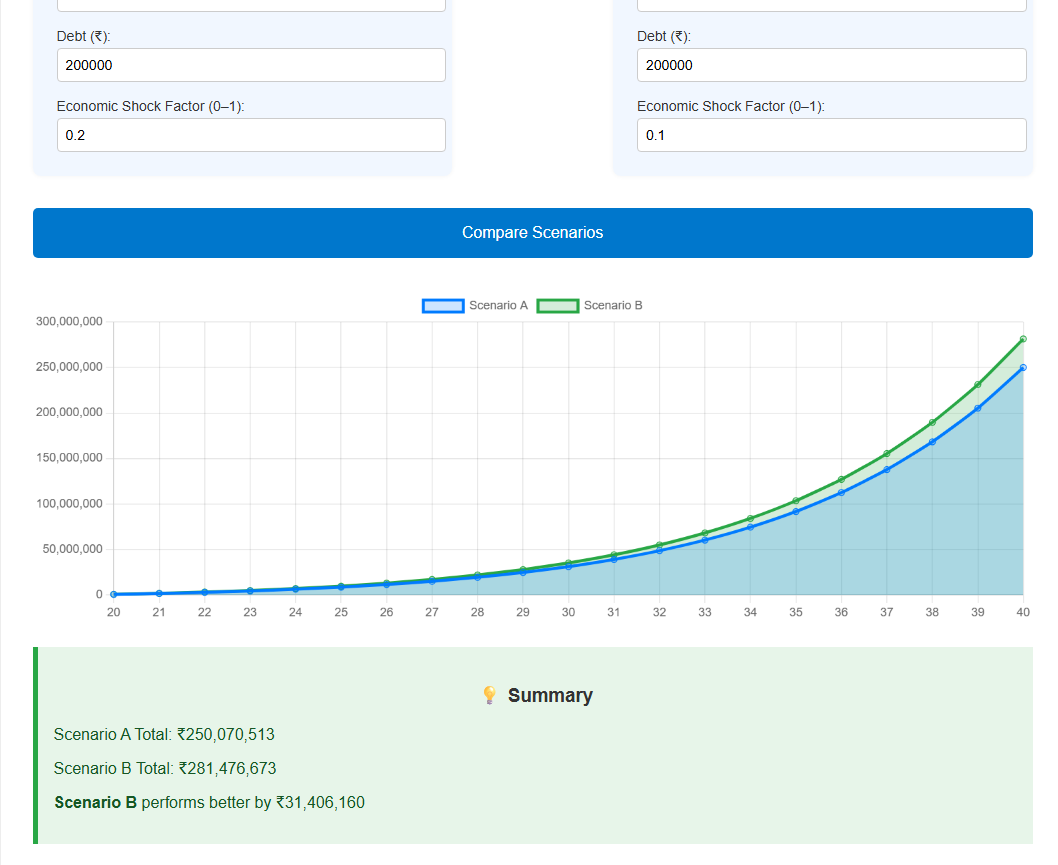 Debt (₹):
Debt (₹):
200000
200000
Economic Shock Factor (0–1):
Economic Shock Factor (0–1):
0.2
0.1
Compare Scenarios
Scenario A
Scenario B
300,000,000
250,000,000
200,000,000
150,000,000
100,000,000
50,000,000
0
20 21 22 23 24 25 26 27 28 29 30 31 32 33 34 35 36 37 38 39 40
💡 Summary
Scenario A Total: ₹250,070,513
Scenario B Total: ₹281,476,673
Scenario B performs better by ₹31,406,160